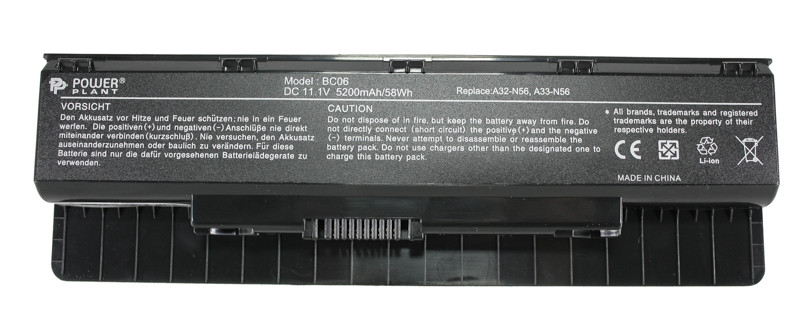 PP POWER®
PLANT
Model : BC06
DC 11.1V 5200mAh/58Wh
Replace:A32-N56, A33-N56
VORSICHT
Den Akkusatz vor Hitze und Feuer schützen: nie in ein Feuer
werfen. Die positiven(+) und negativen (-) Anschlüße nie direkt
miteinander verbinden(kurzschluß). Nie versuchen, den Akkusatz
auseinanderzunehmen oder baulich zu verändern. Für diesen
Batterie sind nur die dafür vorgesehenen Batterielädegerate zu
verwenden.
CAUTION
Do not dispose of in fire, but keep the battery away from heat. Do
not directly connect (short circuit) the positive(+) and the negative
(-) terminals. Never attempt to disassemble or reassemble the
battery pack. Do not use chargers other than the designated one to
charge this battery pack.
• All brands, trademarks and registered
trademarks are property of their
respective holders.
CE
Li-ion
MADE IN CHINA